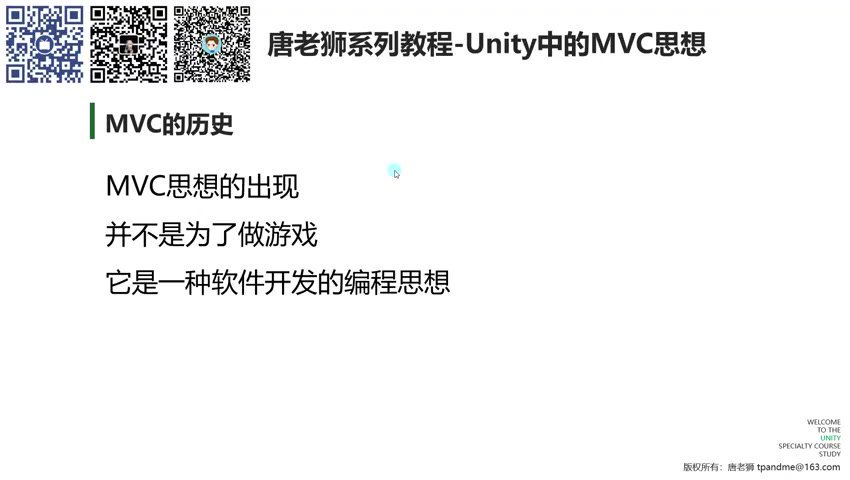 唐老狮系列教程-Unity中的MVC思想
MVC的历史
MVC思想的出现
并不是为了做游戏
它是一种软件开发的编程思想
WELCOME
TO THE
UNITY
SPECIALTY COURSE
STUDY
版权所有：唐老狮 tpandme@163.com